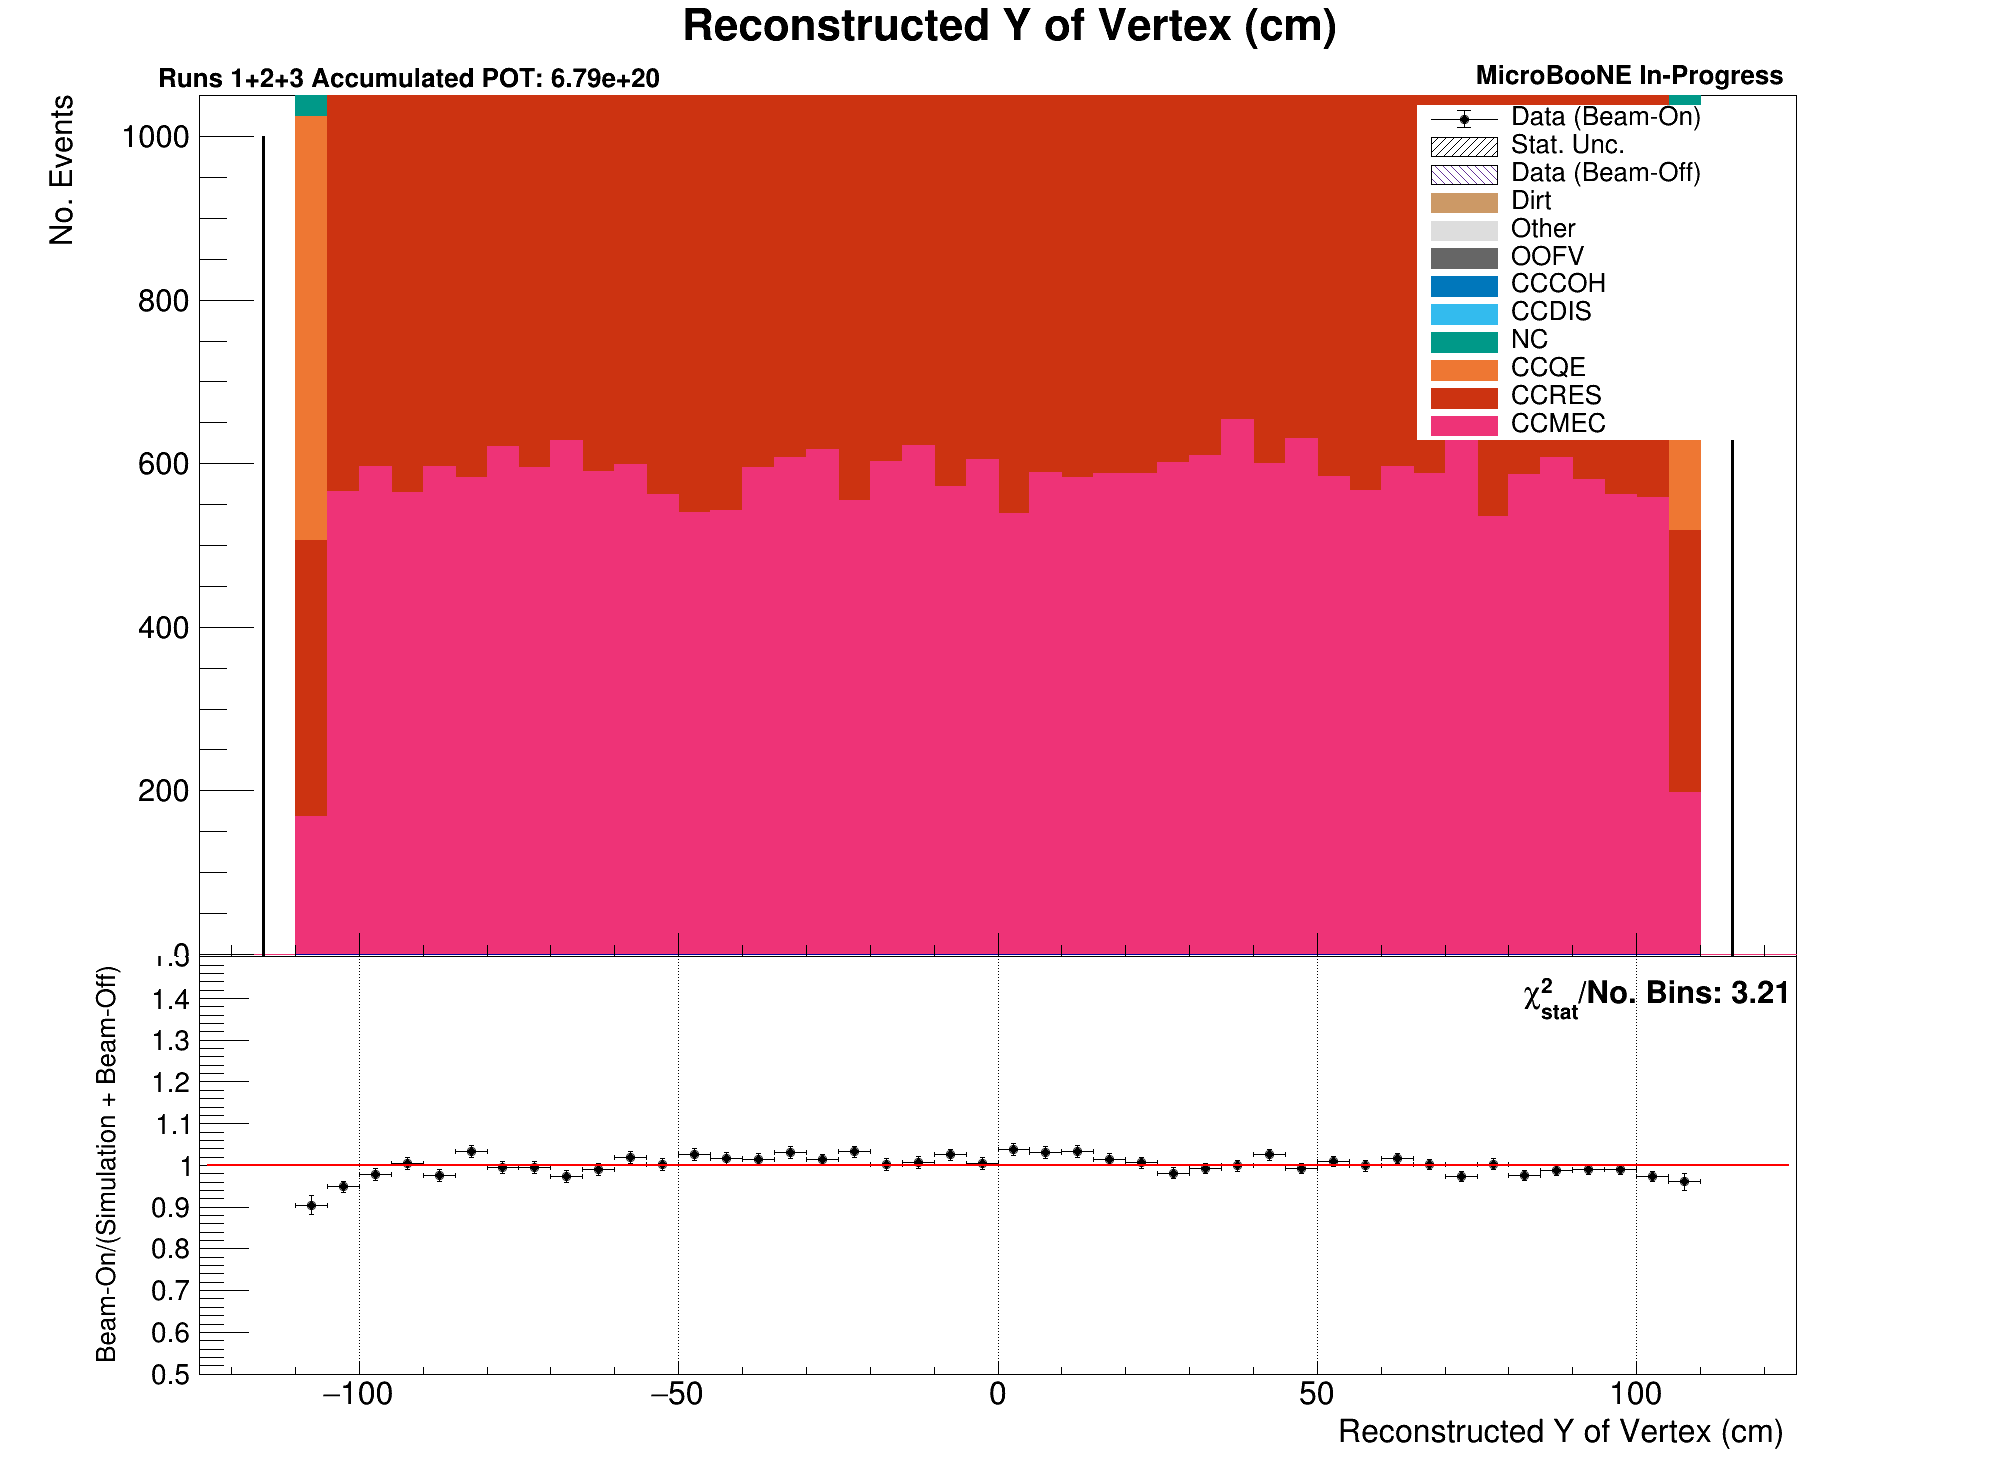 Reconstructed Y of Vertex (cm)
Runs 1+2+3 Accumulated POT: 6.79e+20
MicroBooNE In-Progress
No. Events
1000
800
600
400
200
0
Data (Beam-On)
Stat. Unc.
Data (Beam-Off)
Dirt
Other
OOFV
CCCOH
CCDIS
NC
CCQE
CCRES
CCMEC
Beam-On/(Simulation + Beam-Off)
1.5
1.4
1.3
1.2
1.1
1
0.9
0.8
0.7
0.6
0.5
χ²stat/No. Bins: 3.21
−100
−50
0
50
100
Reconstructed Y of Vertex (cm)